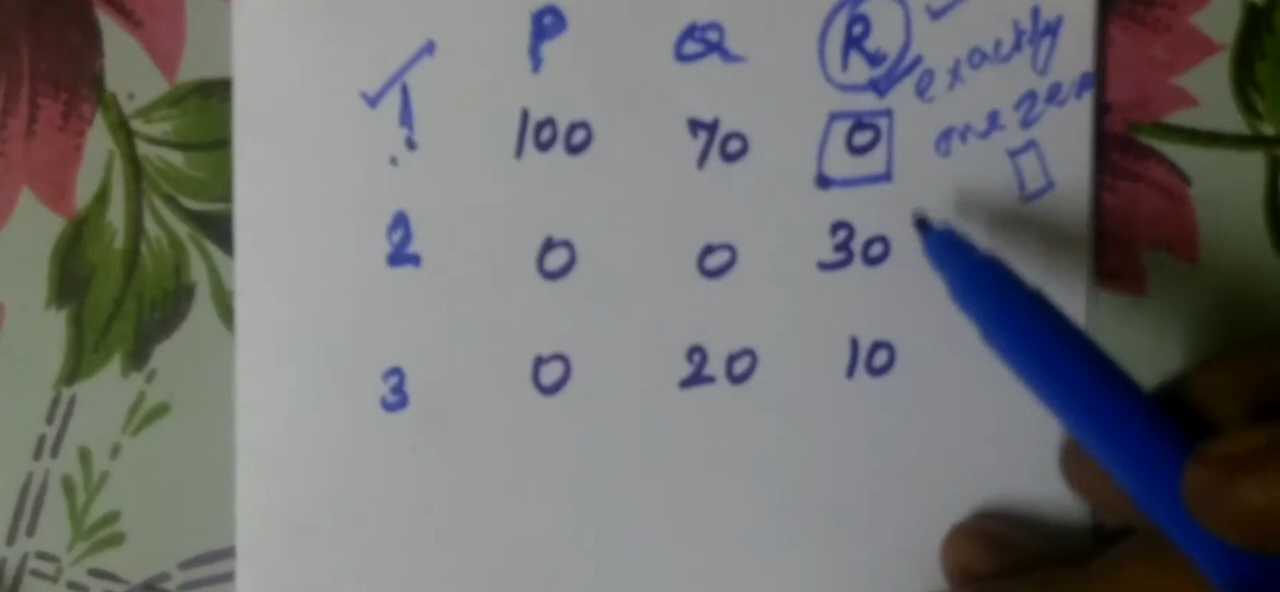 P Q R
exactly
one zero
1 100 70 0
2 0 0 30
3 0 20 10